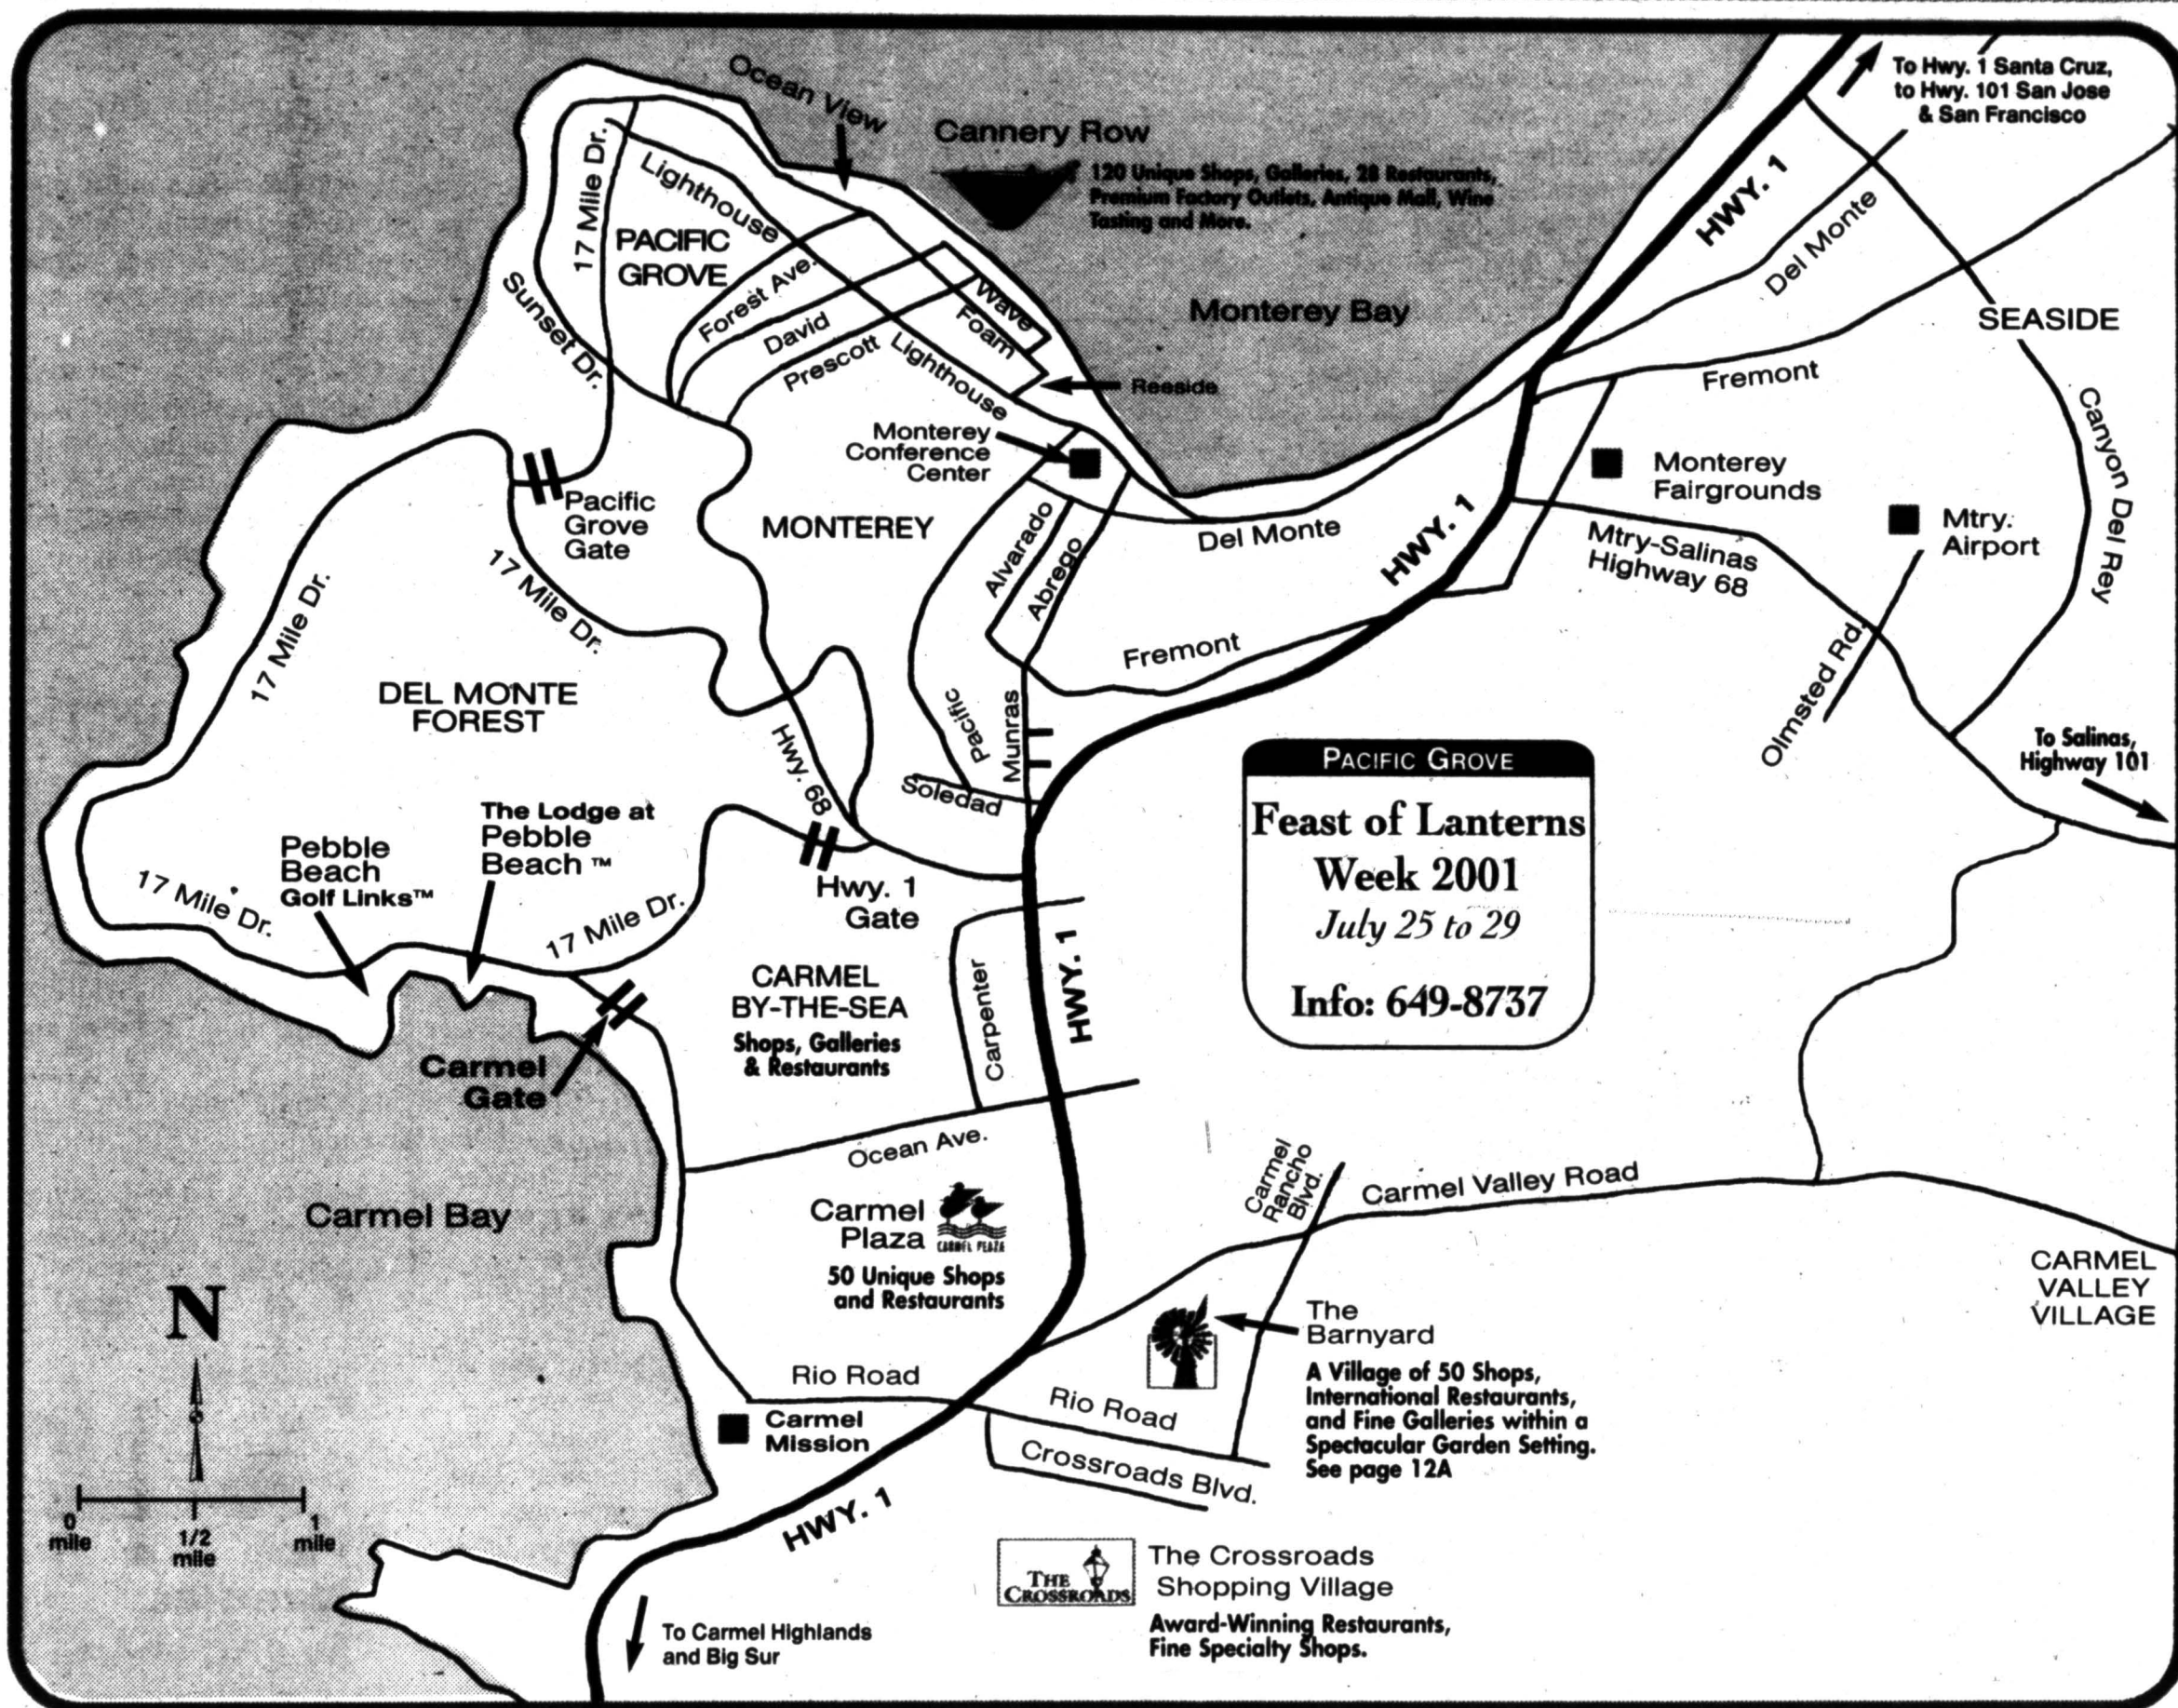 Ocean View
Cannery Row
120 Unique Shops, Galleries, 28 Restaurants,
Premium Factory Outlets, Antique Mall, Wine
Tasting and More.
To Hwy. 1 Santa Cruz,
to Hwy. 101 San Jose
& San Francisco
HWY. 1
Del Monte
17 Mile Dr.
Lighthouse
PACIFIC
GROVE
Sunset Dr.
Forest Ave.
David
Prescott
Lighthouse
Wave
Foam
Reeside
Monterey Bay
SEASIDE
Fremont
Canyon Del Rey
Monterey
Conference
Center
Monterey
Fairgrounds
Mtry.
Airport
Pacific
Grove
Gate
MONTEREY
Alvarado
Abrego
Del Monte
HWY. 1
Mtry-Salinas
Highway 68
17 Mile Dr.
17 Mile Dr.
Fremont
Olmsted Rd.
DEL MONTE
FOREST
Hwy. 68
Pacific
Munras
Soledad
To Salinas,
Highway 101
PACIFIC GROVE
Feast of Lanterns
Week 2001
July 25 to 29
Info: 649-8737
The Lodge at
Pebble
Beach ™
Pebble
Beach
Golf Links™
17 Mile Dr.
17 Mile Dr.
Hwy. 1
Gate
CARMEL
BY-THE-SEA
Shops, Galleries
& Restaurants
Carpenter
HWY. 1
Carmel
Gate
Ocean Ave.
Carmel
Rancho
Blvd.
Carmel Valley Road
Carmel Bay
Carmel
Plaza
CARMEL PLAZA
50 Unique Shops
and Restaurants
CARMEL
VALLEY
VILLAGE
The
Barnyard
A Village of 50 Shops,
International Restaurants,
and Fine Galleries within a
Spectacular Garden Setting.
See page 12A
N
Rio Road
Rio Road
Carmel
Mission
Crossroads Blvd.
HWY. 1
0
mile
1/2
mile
1
mile
THE
CROSSROADS
The Crossroads
Shopping Village
Award-Winning Restaurants,
Fine Specialty Shops.
To Carmel Highlands
and Big Sur